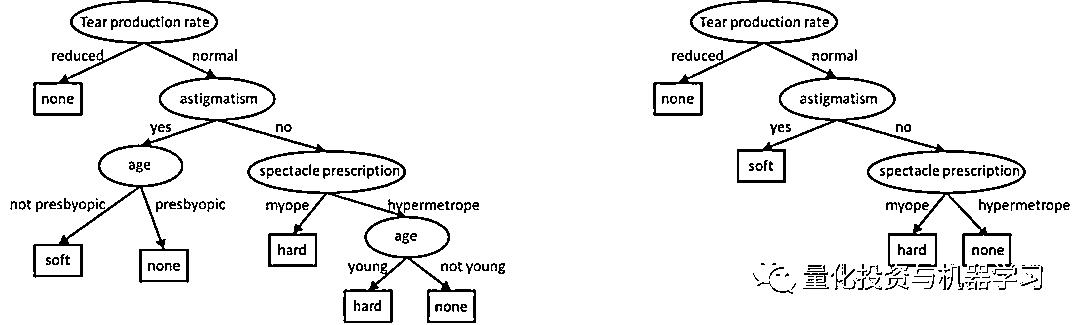 Tear production rate
reduced
normal
none
astigmatism
yes
no
age
spectacle prescription
not presbyopic
presbyopic
myope
hypermetrope
soft
none
hard
age
young
not young
hard
none
Tear production rate
reduced
normal
none
astigmatism
yes
no
soft
spectacle prescription
myope
hypermetrope
hard
none
量化投资与机器学习